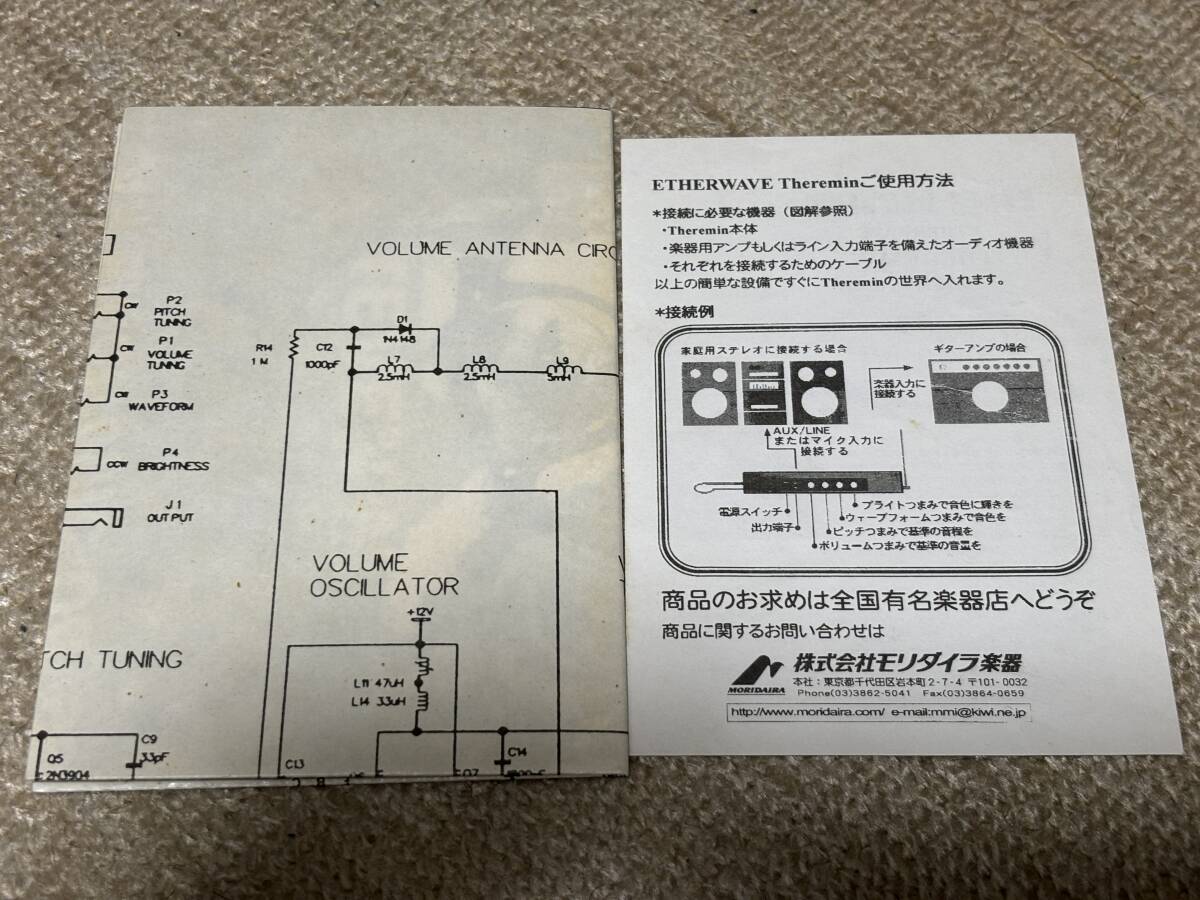 VOLUME ANTENNA CIRC
CW
P2
PITCH
TUNING
CW
P1
VOLUME
TUNING
CW
P3
WAVEFORM
CCW
P4
BRIGHTNESS
J1
OUTPUT
R14
1M
C12
1000pF
D1
1N4148
L7
2.5mH
L8
2.5mH
L9
5mH
VOLUME
OSCILLATOR
+12V
L11 47uH
L14 33uH
TCH TUNING
Q5
2N3904
C9
33pF
C13
Q7
C14
ETHERWAVE Thereminご使用方法
*接続に必要な機器（図解参照）
・Theremin本体
・楽器用アンプもしくはライン入力端子を備えたオーディオ機器
・それぞれを接続するためのケーブル
以上の簡単な設備ですぐにThereminの世界へ入れます。
*接続例
家庭用ステレオに接続する場合
ギターアンプの場合
楽器入力に
接続する
AUX/LINE
またはマイク入力に
接続する
電源スイッチ
出力端子
ブライトつまみで音色に輝きを
ウェーブフォームつまみで音色を
ピッチつまみで基準の音程を
ボリュームつまみで基準の音量を
商品のお求めは全国有名楽器店へどうぞ
商品に関するお問い合わせは
MORIDAIRA
株式会社モリダイラ楽器
本社：東京都千代田区岩本町2-7-4 〒101-0032
Phone(03)3862-5041 Fax(03)3864-0659
http://www.moridaira.com/ e-mail:mmi@kiwi.ne.jp